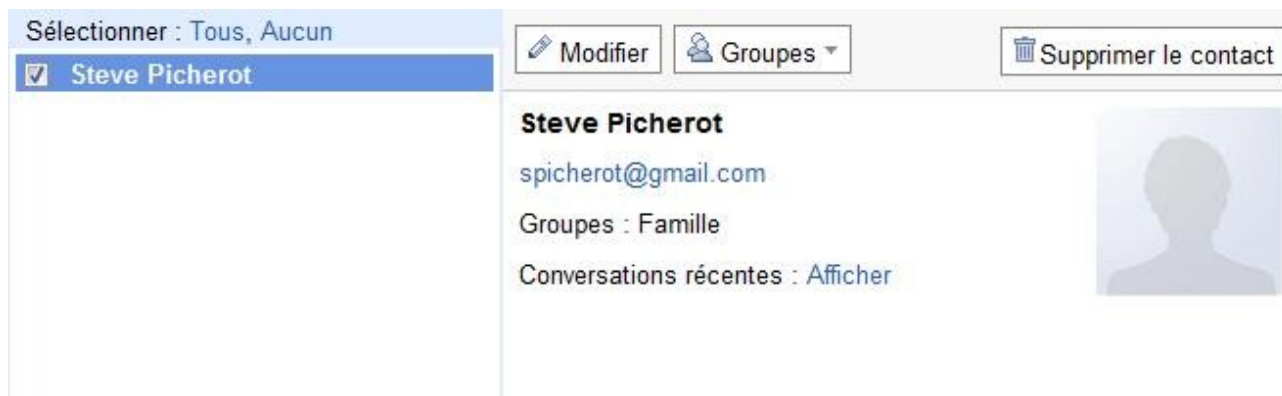 Sélectionner : Tous, Aucun
Steve Picherot
Modifier
Groupes
Supprimer le contact
Steve Picherot
spicherot@gmail.com
Groupes : Famille
Conversations récentes : Afficher